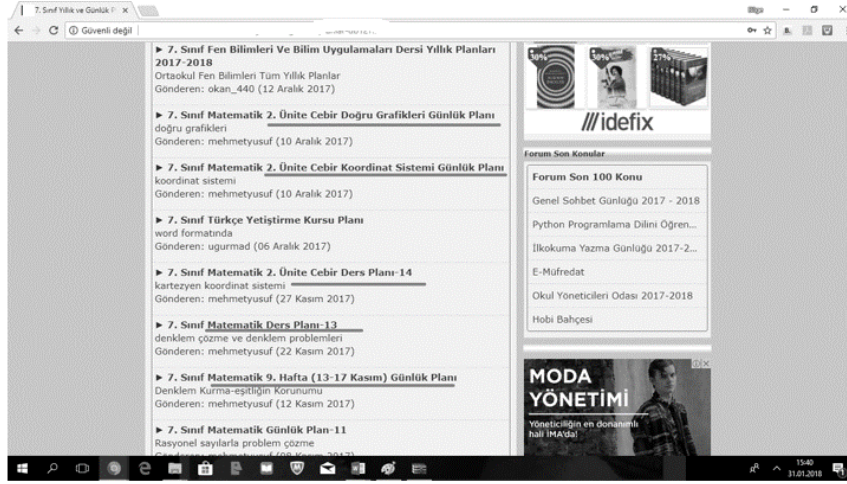 7. Sınıf Yıllık ve Günlük P
Bilge
Güvenli değil
► 7. Sınıf Fen Bilimleri Ve Bilim Uygulamaları Dersi Yıllık Planları
2017-2018
Ortaokul Fen Bilimleri Tüm Yıllık Planlar
Gönderen: okan_440 (12 Aralık 2017)
► 7. Sınıf Matematik 2. Ünite Cebir Doğru Grafikleri Günlük Planı
doğru grafikleri
Gönderen: mehmetyusuf (10 Aralık 2017)
► 7. Sınıf Matematik 2. Ünite Cebir Koordinat Sistemi Günlük Planı
koordinat sistemi
Gönderen: mehmetyusuf (10 Aralık 2017)
► 7. Sınıf Türkçe Yetiştirme Kursu Planı
word formatında
Gönderen: ugurmad (06 Aralık 2017)
► 7. Sınıf Matematik 2. Ünite Cebir Ders Planı-14
kartezyen koordinat sistemi
Gönderen: mehmetyusuf (27 Kasım 2017)
► 7. Sınıf Matematik Ders Planı-13
denklem çözme ve denklem problemleri
Gönderen: mehmetyusuf (22 Kasım 2017)
► 7. Sınıf Matematik 9. Hafta (13-17 Kasım) Günlük Planı
Denklem Kurma-eşitliğin Korunumu
Gönderen: mehmetyusuf (12 Kasım 2017)
► 7. Sınıf Matematik Günlük Plan-11
Rasyonel sayılarla problem çözme
Gönderen: mehmetyusuf (08 Kasım 2017)
30% 30% 27%
idefix
Forum Son Konular
Forum Son 100 Konu
Genel Sohbet Günlüğü 2017 - 2018
Python Programlama Dilini Öğren...
İlkokuma Yazma Günlüğü 2017-2...
E-Müfredat
Okul Yöneticileri Odası 2017-2018
Hobi Bahçesi
MODA
YÖNETİMİ
Yöneticiliğin en donanımlı
hali İMA'da!
15:40
31.01.2018